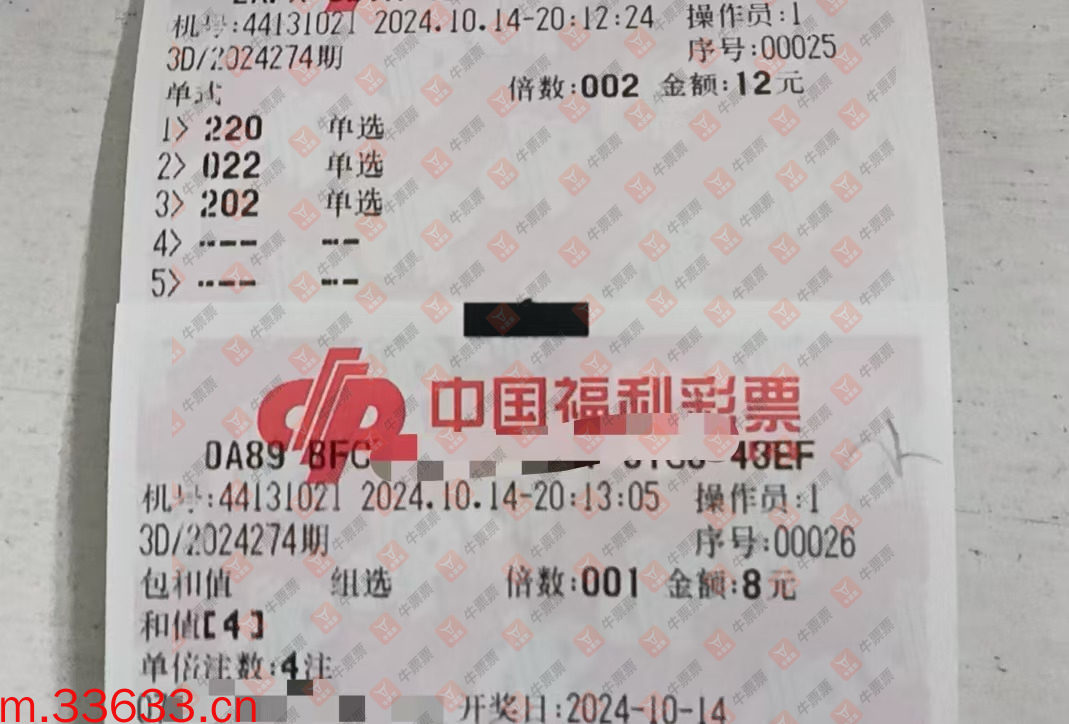 机号:44131021 2024.10.14-20:12:24 操作员:1
3D/2024274期 序号:00025
单式 倍数:002 金额:12元
1> 220 单选
2> 022 单选
3> 202 单选
4> --- --
5> --- --
中国福利彩票
0A89 BFC 43EF
机号:44131021 2024.10.14-20:13:05 操作员:1
3D/2024274期 序号:00026
包和值 组选 倍数:001 金额:8元
和值[4]
单倍注数:4注
开奖日:2024-10-14
m.33633.cn
牛票票